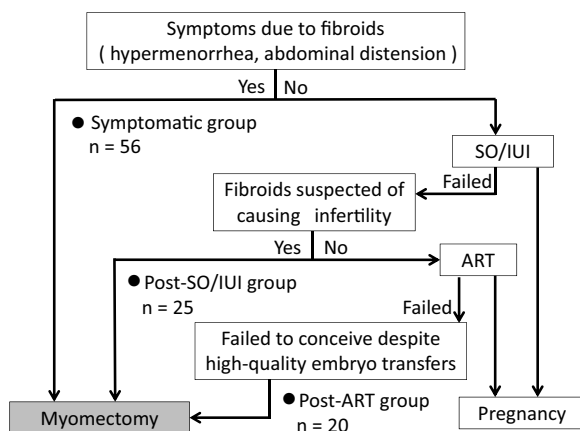 Symptoms due to fibroids
( hypermenorrhea, abdominal distension )
Yes No
● Symptomatic group
n = 56
SO/IUI
Failed
Fibroids suspected of
causing infertility
Yes No
ART
● Post-SO/IUI group
n = 25
Failed
Failed to conceive despite
high-quality embryo transfers
● Post-ART group
n = 20
Myomectomy
Pregnancy